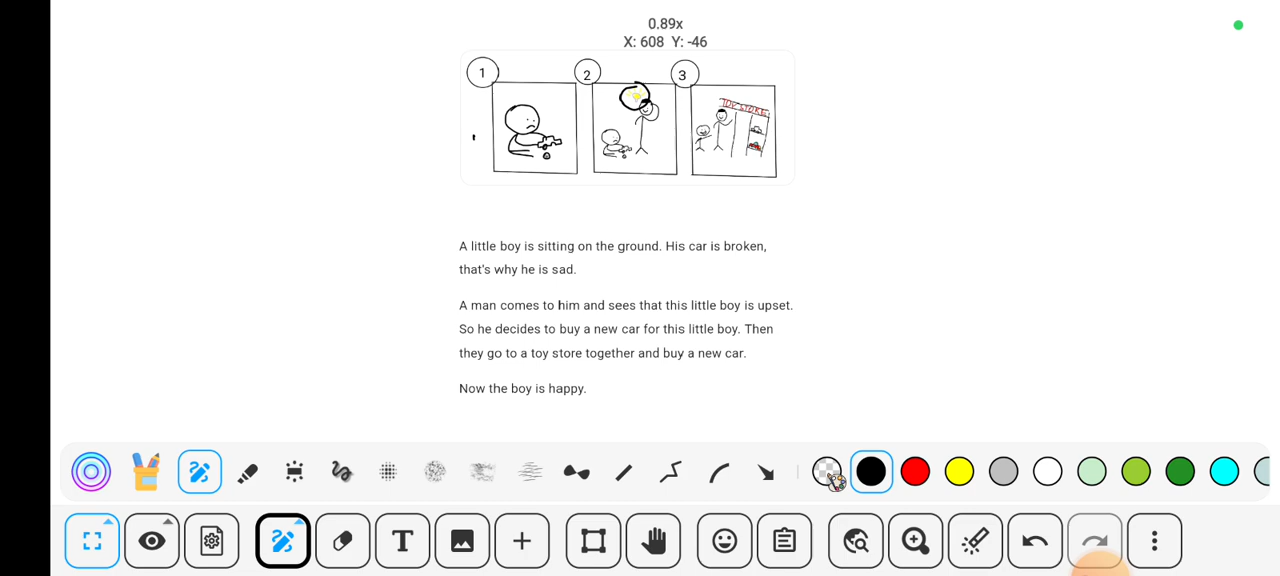 0.89x
X: 608 Y: -46
1 2 3
TOY STORE
A little boy is sitting on the ground. His car is broken,
that's why he is sad.
A man comes to him and sees that this little boy is upset.
So he decides to buy a new car for this little boy. Then
they go to a toy store together and buy a new car.
Now the boy is happy.
T